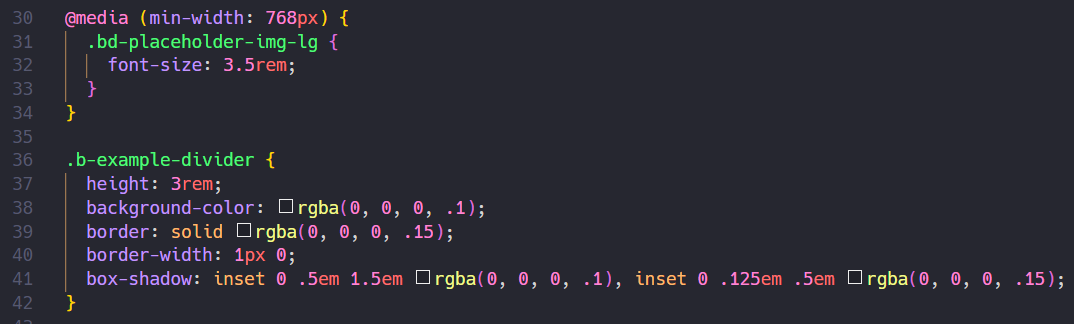 30 @media (min-width: 768px) {
31   .bd-placeholder-img-lg {
32     font-size: 3.5rem;
33   }
34 }
35
36 .b-example-divider {
37   height: 3rem;
38   background-color: rgba(0, 0, 0, .1);
39   border: solid rgba(0, 0, 0, .15);
40   border-width: 1px 0;
41   box-shadow: inset 0 .5em 1.5em rgba(0, 0, 0, .1), inset 0 .125em .5em rgba(0, 0, 0, .15);
42 }